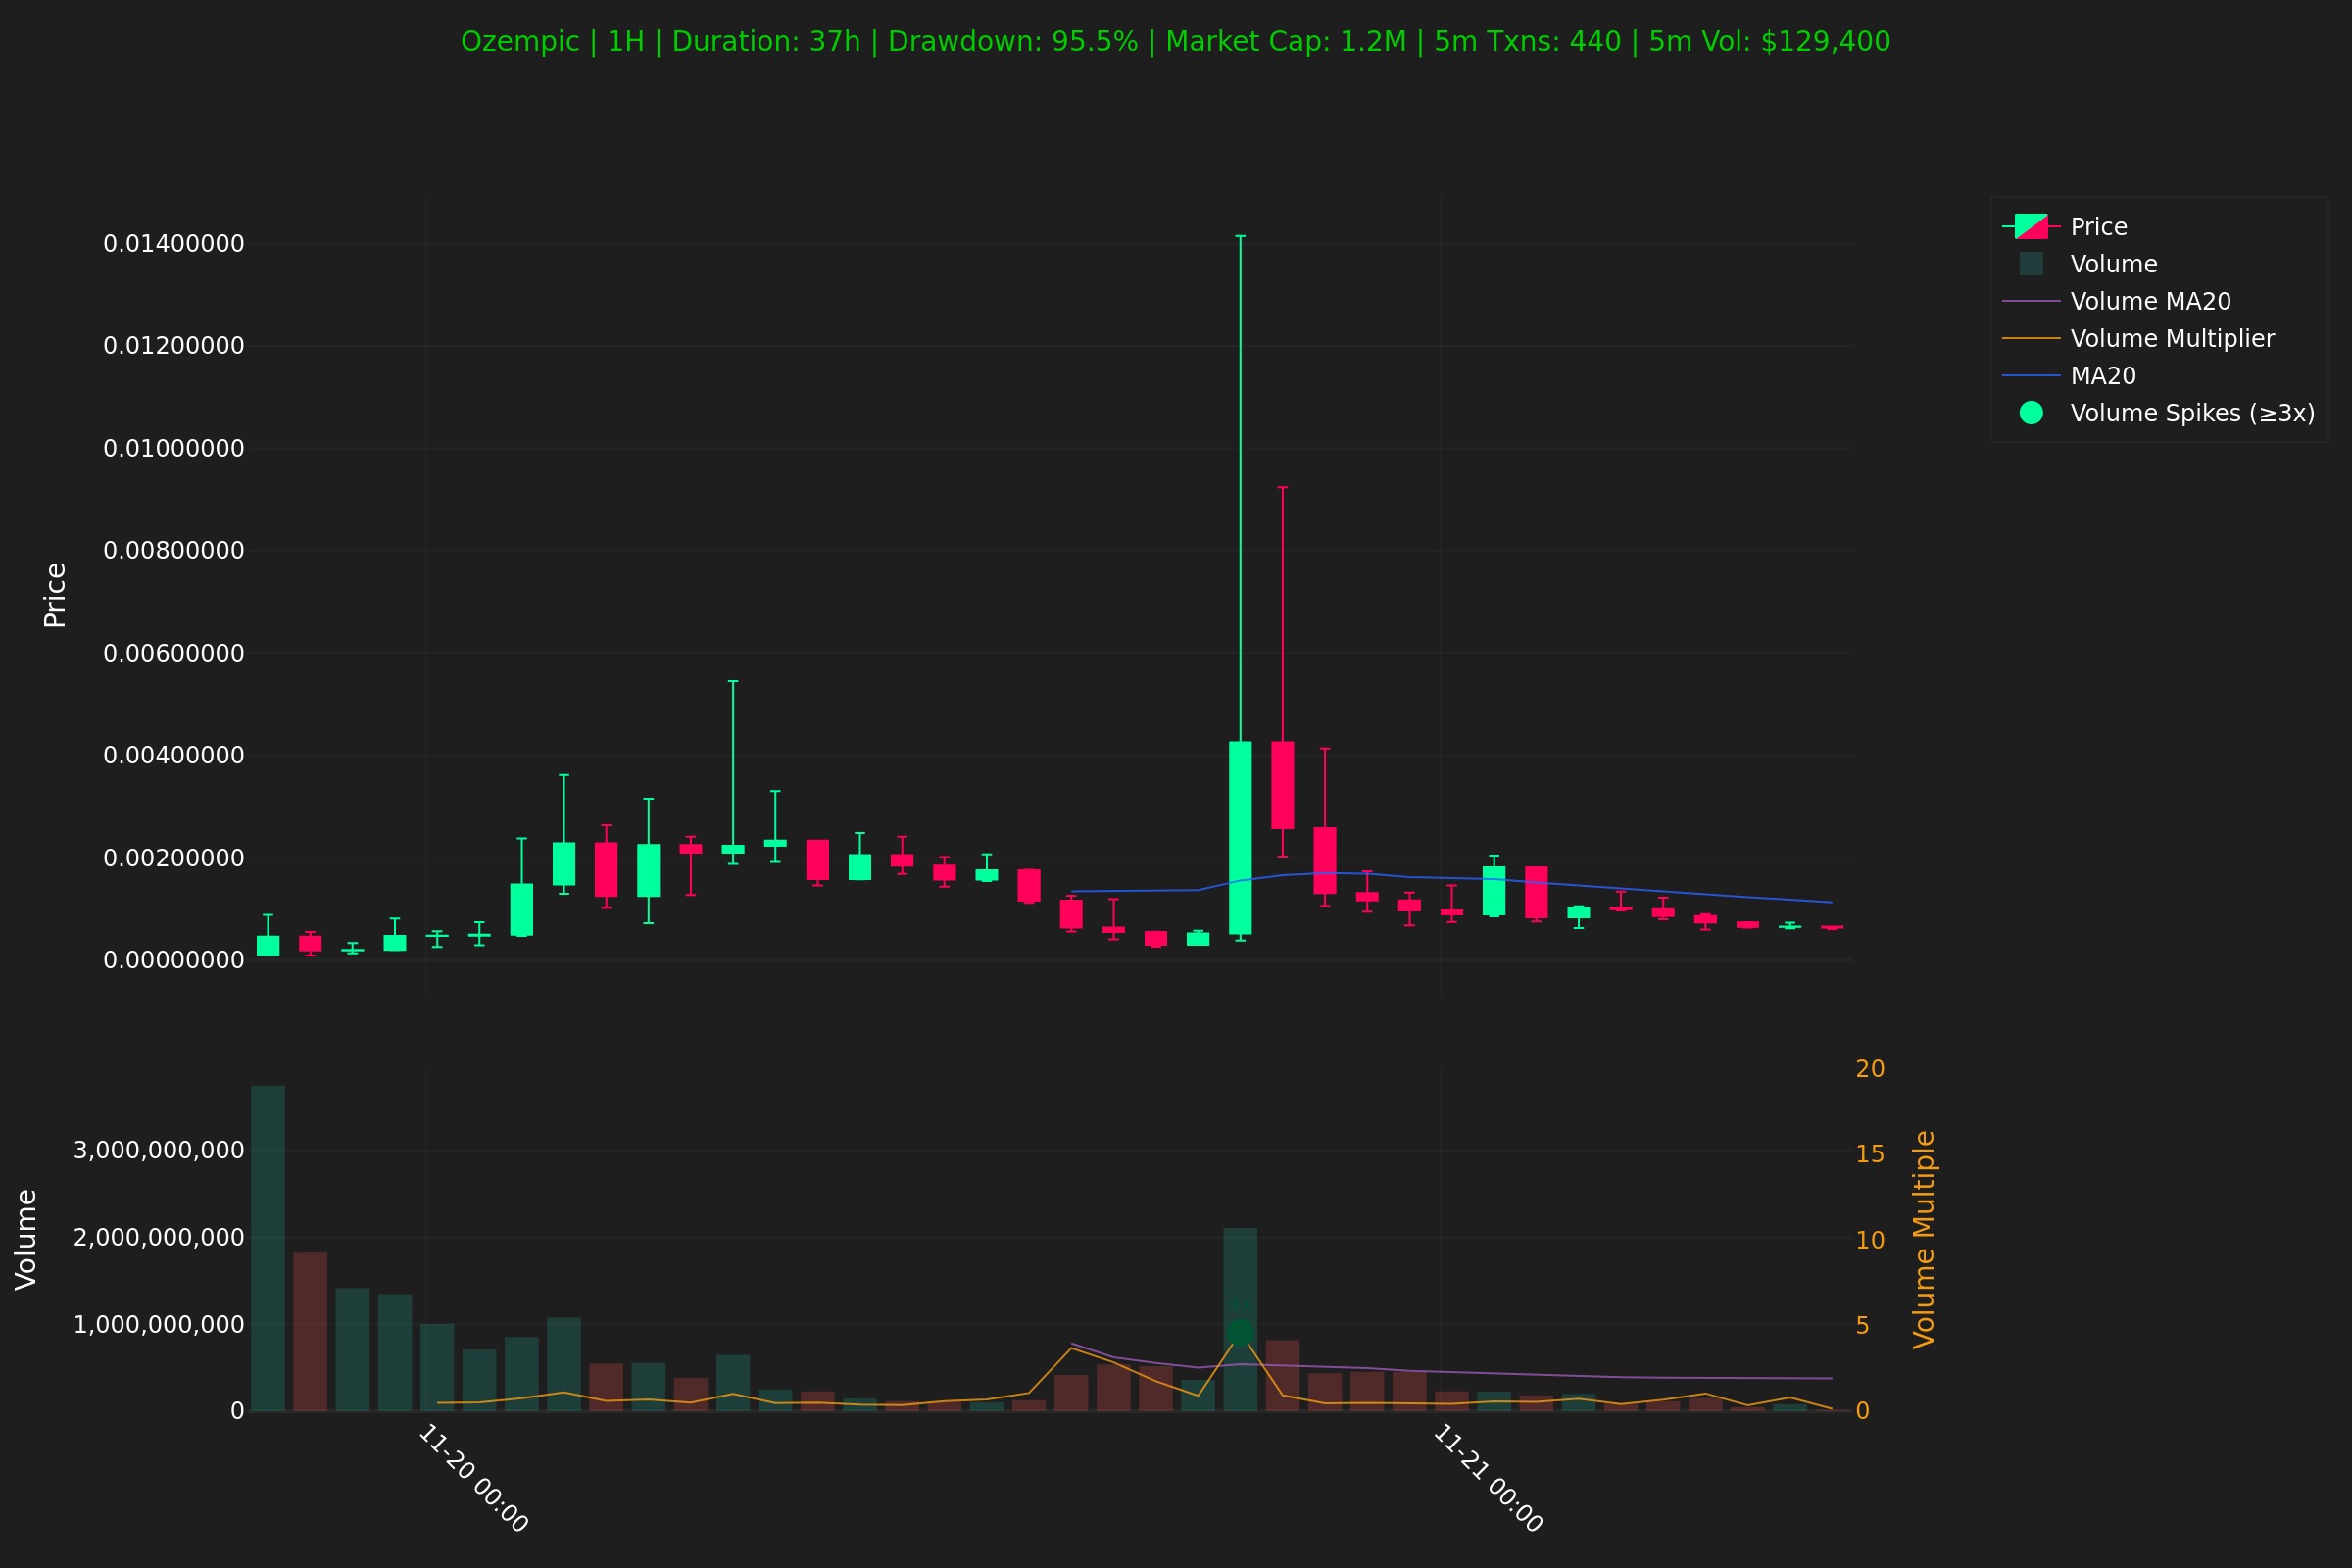 Ozempic | 1H | Duration: 37h | Drawdown: 95.5% | Market Cap: 1.2M | 5m Txns: 440 | 5m Vol: $129,400
Price
Volume
Volume MA20
Volume Multiplier
MA20
Volume Spikes (≥3x)
0.01400000
0.01200000
0.01000000
0.00800000
0.00600000
0.00400000
0.00200000
0.00000000
Price
3,000,000,000
2,000,000,000
1,000,000,000
0
Volume
20
15
10
5
0
Volume Multiple
11-20 00:00
11-21 00:00